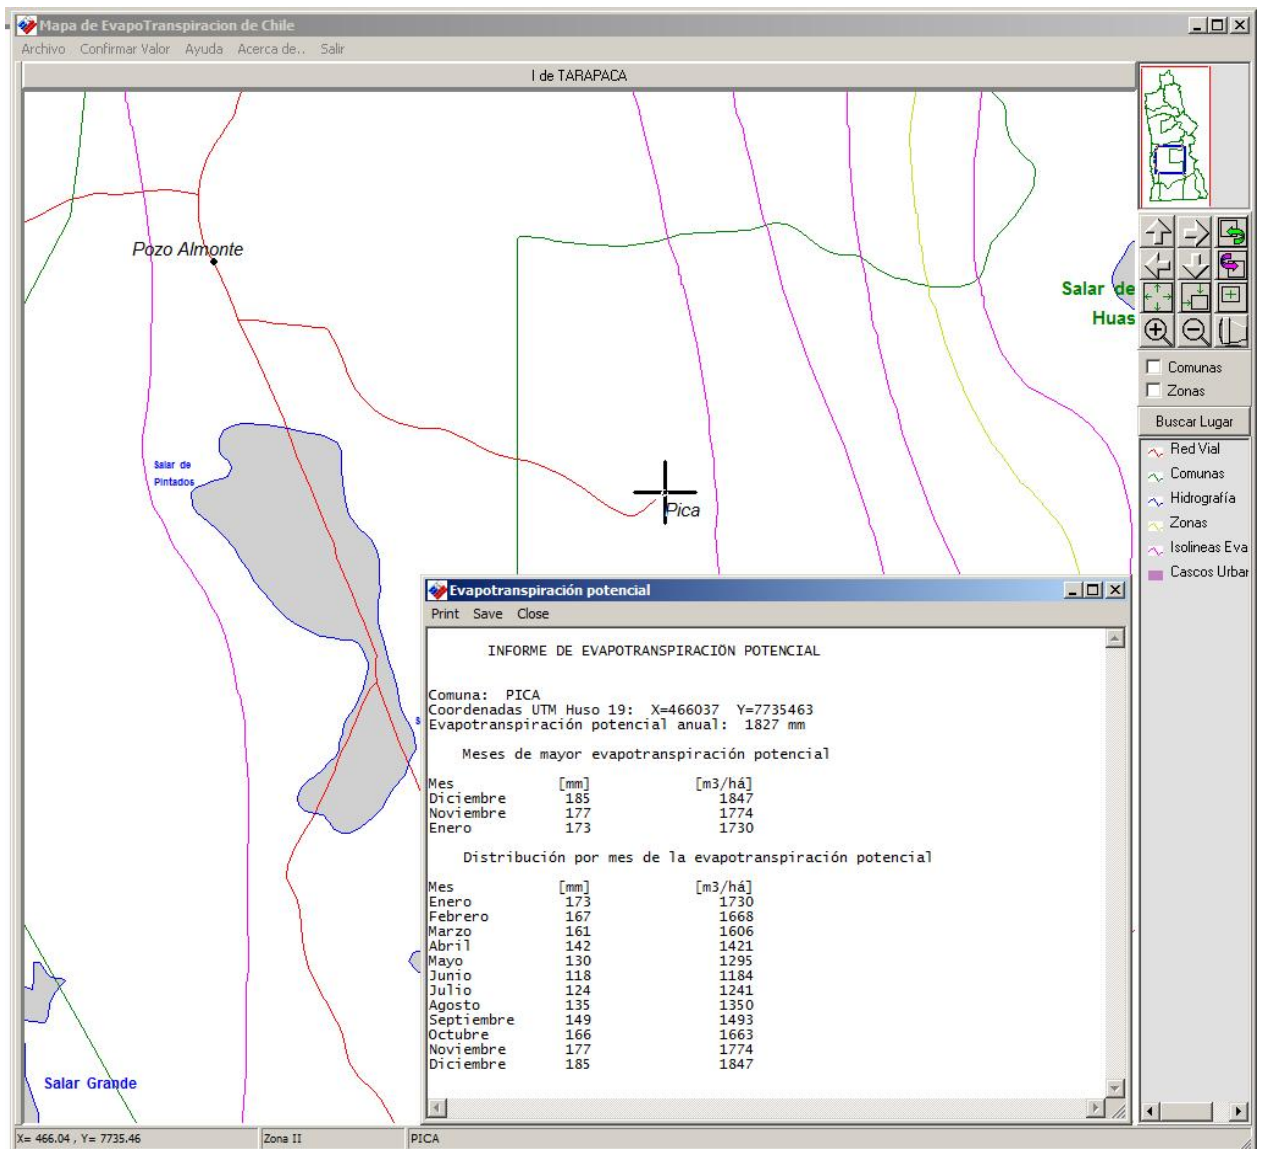 Mapa de EvapoTranspiracion de Chile
Archivo Confirmar Valor Ayuda Acerca de.. Salir
I de TARAPACA
Pozo Almonte
Salar de
Huas
Salar de
Pintados
Pica
Salar Grande
Comunas
Zonas
Buscar Lugar
Red Vial
Comunas
Hidrografía
Zonas
Isolineas Eva
Cascos Urbar
Evapotranspiración potencial
Print Save Close
INFORME DE EVAPOTRANSPIRACIÖN POTENCIAL
Comuna: PICA
Coordenadas UTM Huso 19: X=466037 Y=7735463
Evapotranspiración potencial anual: 1827 mm
Meses de mayor evapotranspiración potencial
Mes [mm] [m3/há]
Diciembre 185 1847
Noviembre 177 1774
Enero 173 1730
Distribución por mes de la evapotranspiración potencial
Mes [mm] [m3/há]
Enero 173 1730
Febrero 167 1668
Marzo 161 1606
Abril 142 1421
Mayo 130 1295
Junio 118 1184
Julio 124 1241
Agosto 135 1350
Septiembre 149 1493
Octubre 166 1663
Noviembre 177 1774
Diciembre 185 1847
X= 466.04 , Y= 7735.46 Zona II PICA